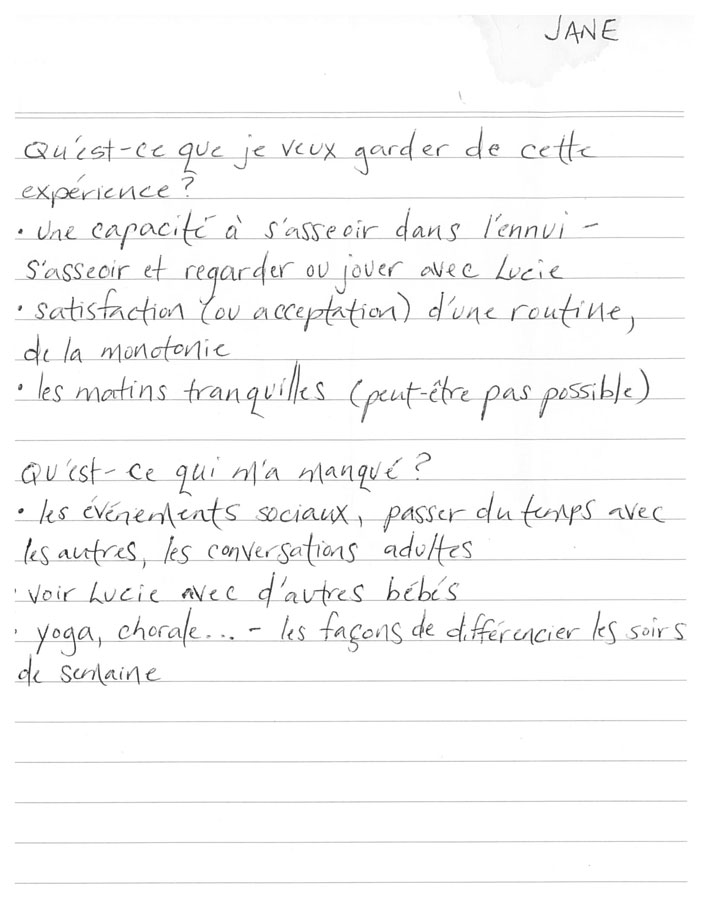 JANE
Qu'est-ce que je veux garder de cette
expérience?
• Une capacité à s'asseoir dans l'ennui -
s'asseoir et regarder ou jouer avec Lucie
• satisfaction (ou acceptation) d'une routine,
de la monotonie
• les matins tranquilles (peut-être pas possible)
Qu'est-ce qui m'a manqué?
• les événements sociaux, passer du temps avec
les autres, les conversations adultes
• voir Lucie avec d'autres bébés
• yoga, chorale... - les façons de différencier les soirs
de semaine